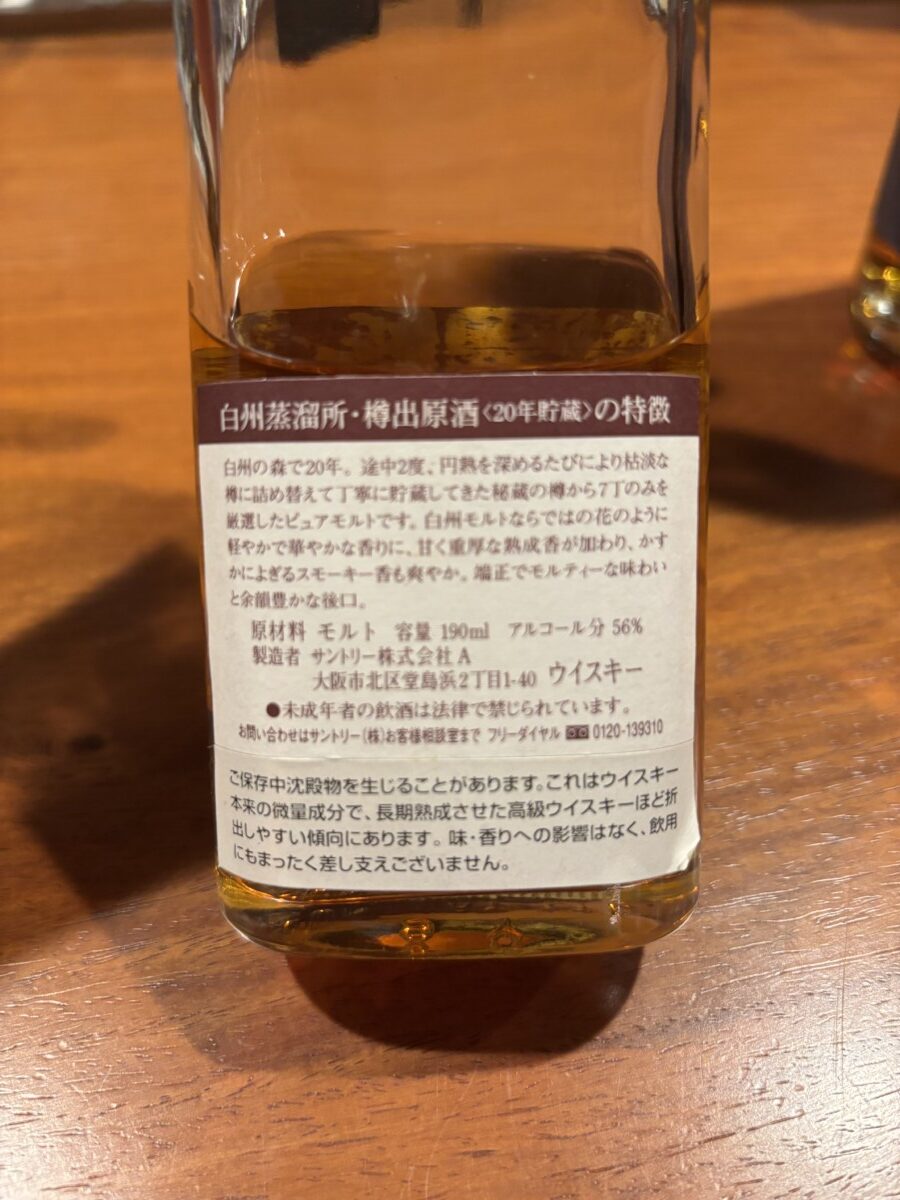 白州蒸溜所・樽出原酒〈20年貯蔵〉の特徴
白州の森で20年。途中2度、円熟を深めるたびにより枯淡な
樽に詰め替えて丁寧に貯蔵してきた秘蔵の樽から7丁のみを
厳選したピュアモルトです。白州モルトならではの花のように
軽やかで華やかな香りに、甘く重厚な熟成香が加わり、かす
かによぎるスモーキー香も爽やか。端正でモルティーな味わい
と余韻豊かな後口。
原材料 モルト 容量 190ml アルコール分 56%
製造者 サントリー株式会社 A
大阪市北区堂島浜2丁目1-40 ウイスキー
●未成年者の飲酒は法律で禁じられています。
お問い合わせはサントリー(株)お客様相談室まで フリーダイヤル 0120-139310
ご保存中沈殿物を生じることがあります。これはウイスキー
本来の微量成分で、長期熟成させた高級ウイスキーほど析
出しやすい傾向にあります。味・香りへの影響はなく、飲用
にもまったく差し支えございません。